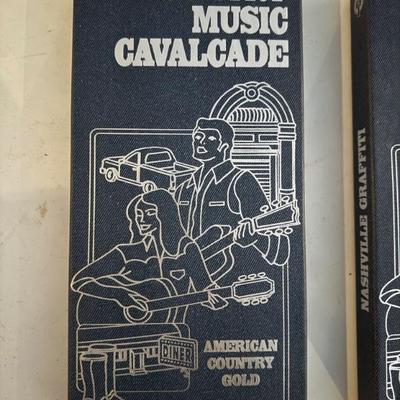 MUSIC
CAVALCADE
DINER
AMERICAN
COUNTRY
GOLD
NASHVILLE GRAFFITI